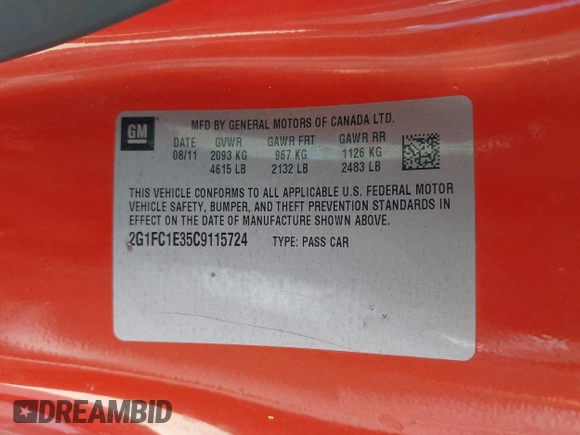 GM
MFD BY GENERAL MOTORS OF CANADA LTD.
DATE GVWR GAWR FRT GAWR RR
08/11 2093 KG 967 KG 1126 KG
4615 LB 2132 LB 2483 LB
THIS VEHICLE CONFORMS TO ALL APPLICABLE U.S. FEDERAL MOTOR
VEHICLE SAFETY, BUMPER, AND THEFT PREVENTION STANDARDS IN
EFFECT ON THE DATE OF MANUFACTURE SHOWN ABOVE.
2G1FC1E35C9115724 TYPE: PASS CAR
DREAMBID